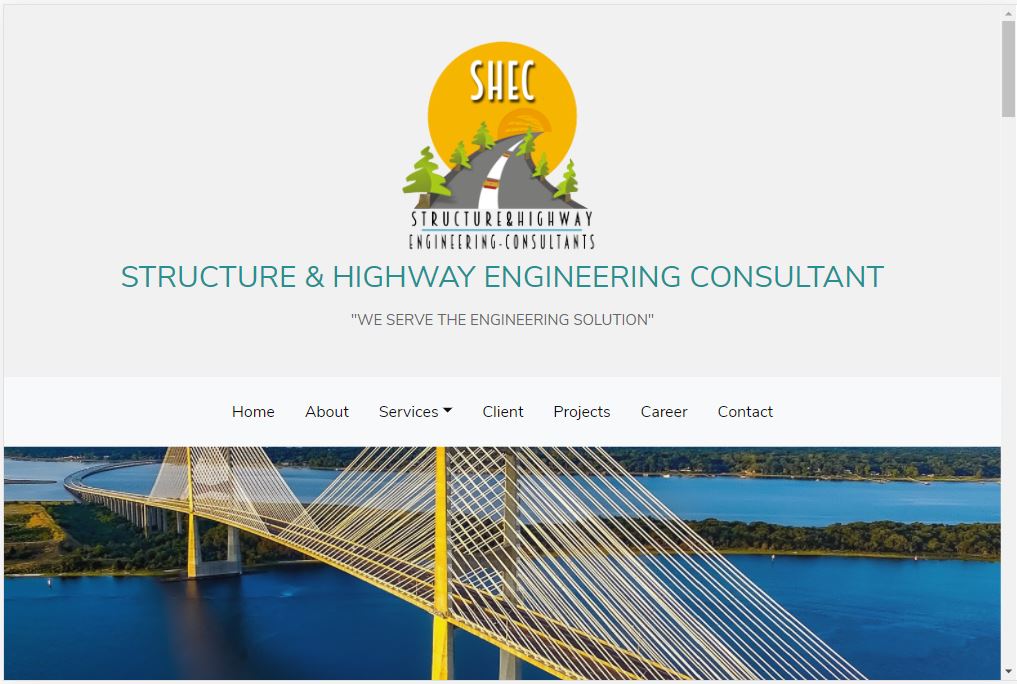 SHEC
STRUCTURE&HIGHWAY
ENGINEERING-CONSULTANTS
STRUCTURE & HIGHWAY ENGINEERING CONSULTANT
"WE SERVE THE ENGINEERING SOLUTION"
Home About Services Client Projects Career Contact